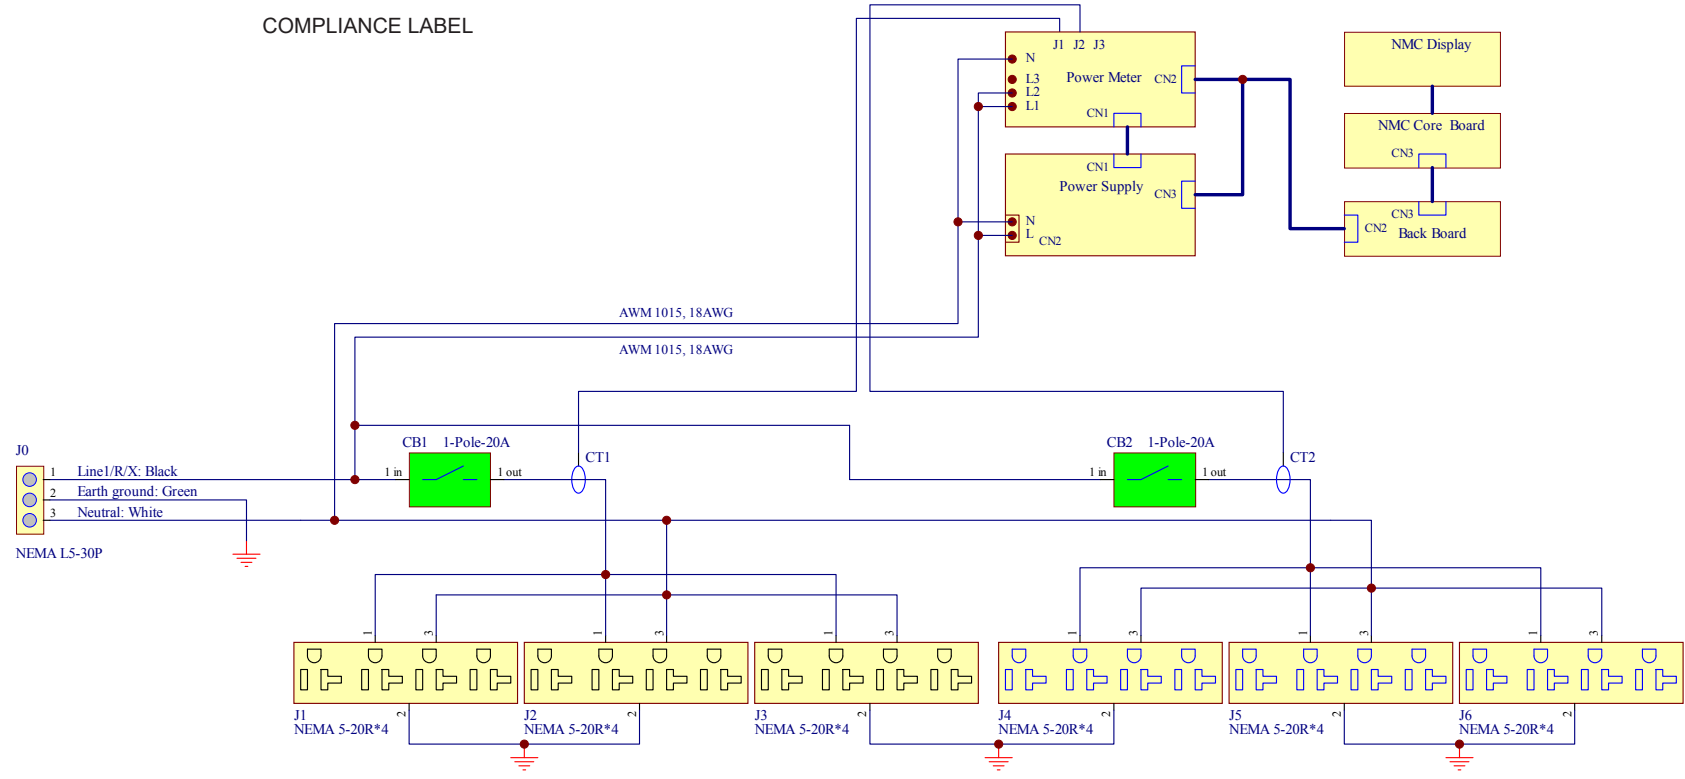 COMPLIANCE LABEL
J1 J2 J3
N
L3
L2
L1
Power Meter
CN2
CN1
NMC Display
NMC Core Board
CN3
CN1
Power Supply
CN3
N
L
CN2
CN3
CN2
Back Board
AWM 1015, 18AWG
AWM 1015, 18AWG
J0
1 Line1/R/X: Black
2 Earth ground: Green
3 Neutral: White
NEMA L5-30P
CB1 1-Pole-20A
1 in
1 out
CT1
CB2 1-Pole-20A
1 in
1 out
CT2
1 3 1 3 1 3 1 3 1 3 1 3
J1 2
NEMA 5-20R*4
J2 2
NEMA 5-20R*4
J3 2
NEMA 5-20R*4
J4 2
NEMA 5-20R*4
J5 2
NEMA 5-20R*4
J6 2
NEMA 5-20R*4